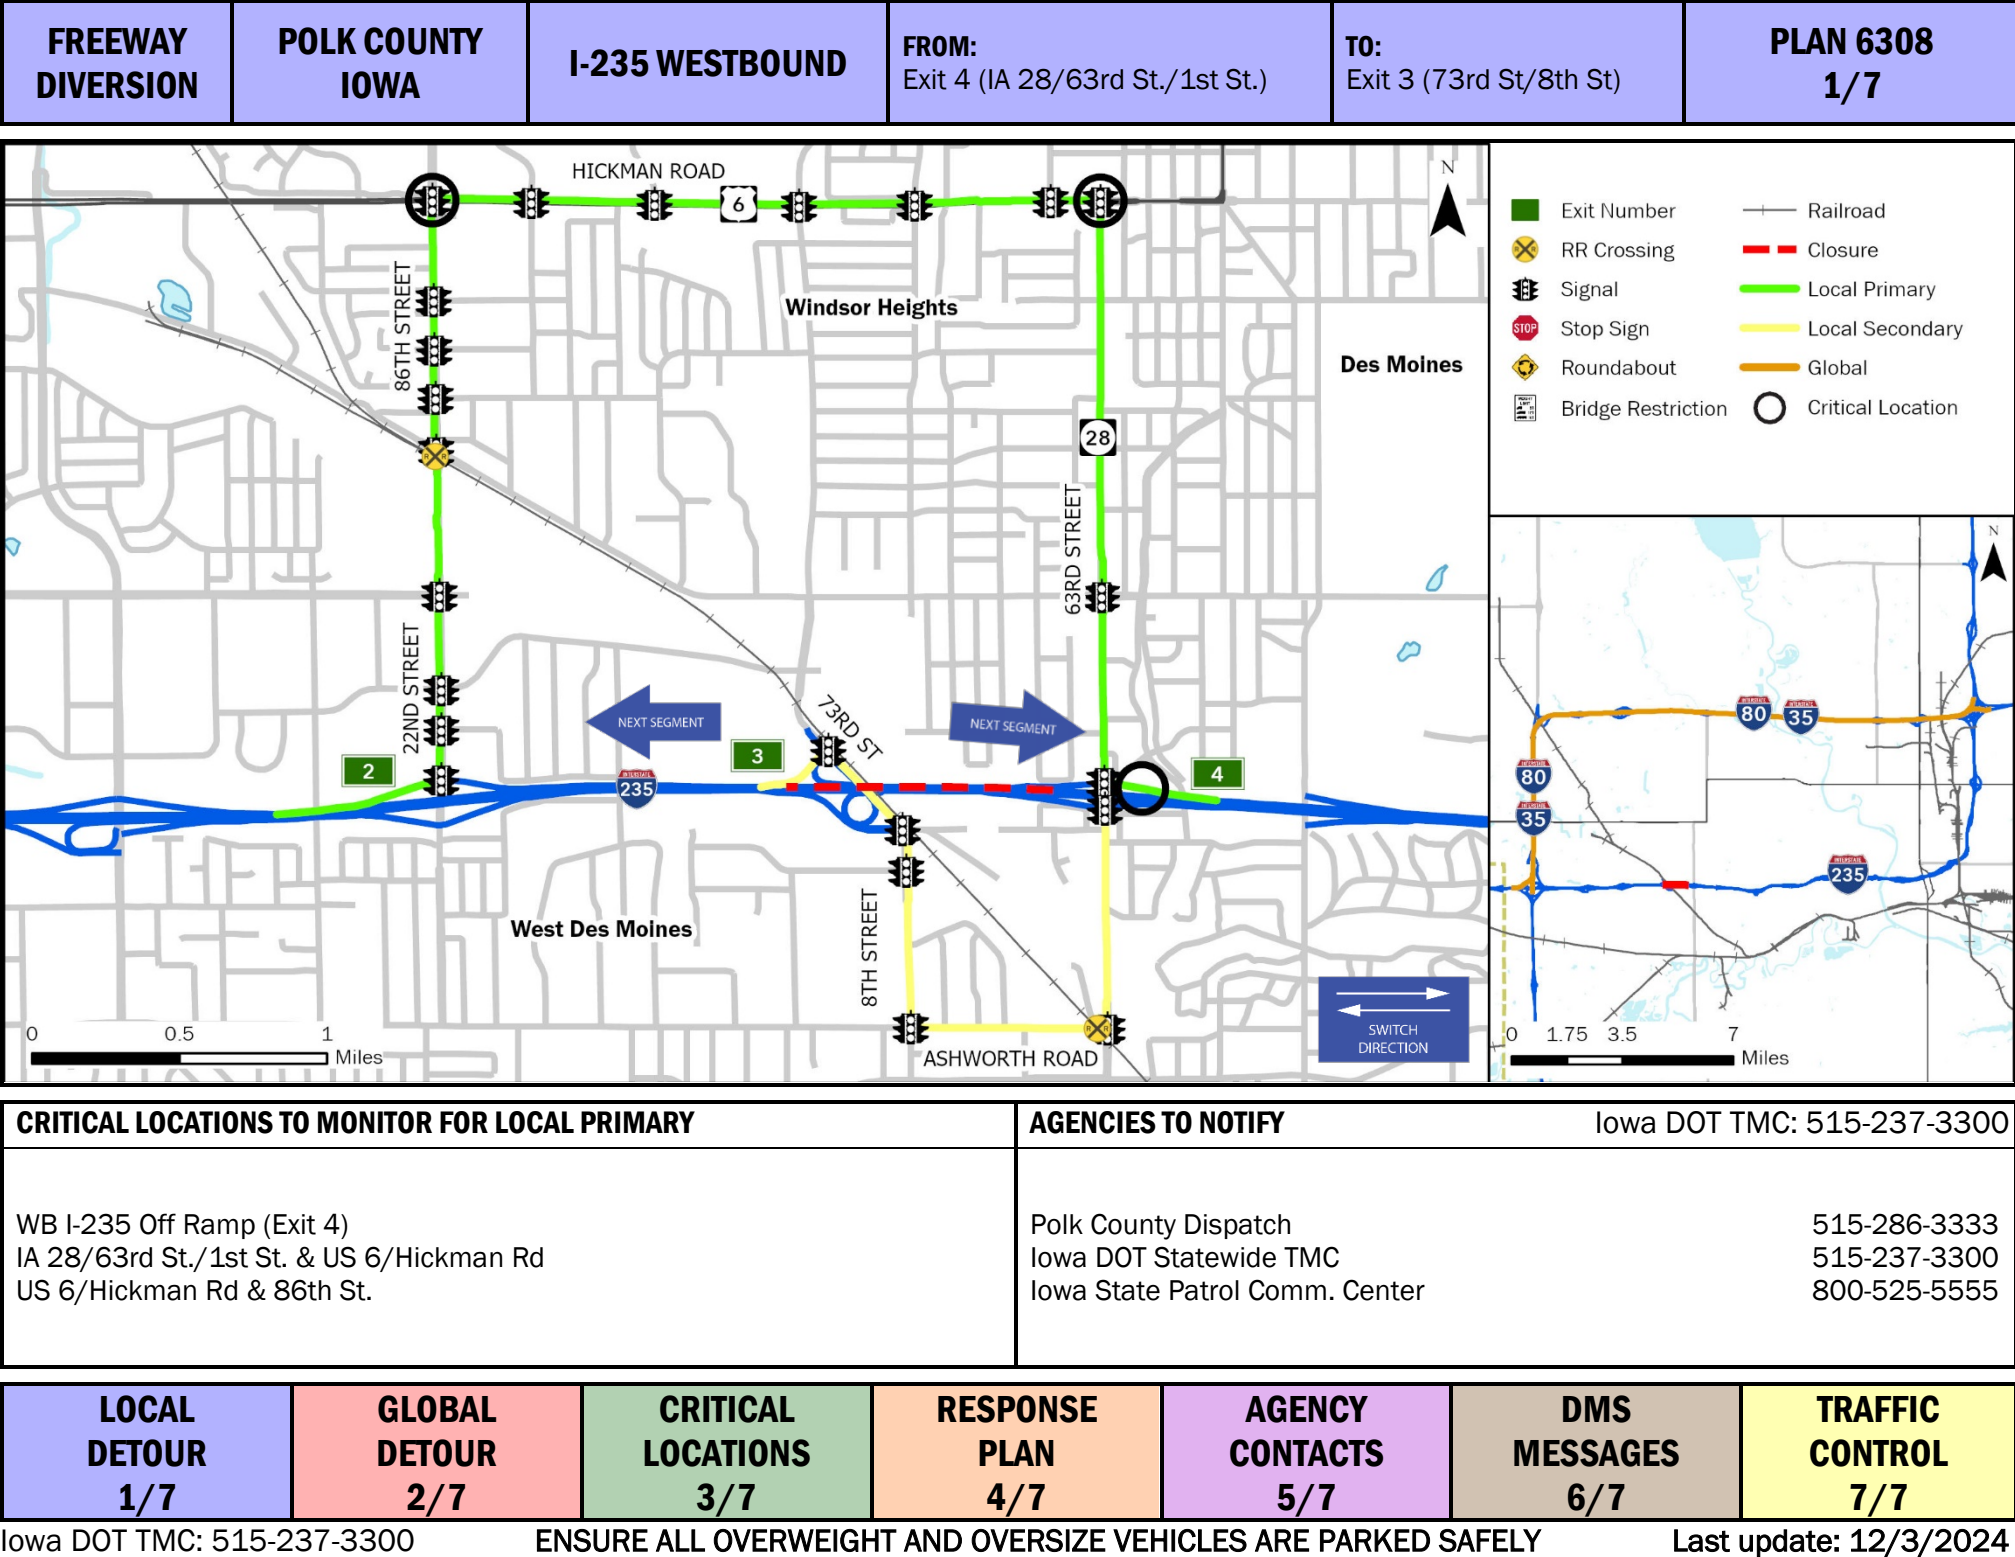 FREEWAY
DIVERSION
POLK COUNTY
IOWA
I-235 WESTBOUND
FROM:
Exit 4 (IA 28/63rd St./1st St.)
TO:
Exit 3 (73rd St/8th St)
PLAN 6308
1/7
HICKMAN ROAD
6
N
86TH STREET
Windsor Heights
Des Moines
28
63RD STREET
22ND STREET
NEXT SEGMENT
73RD ST
NEXT SEGMENT
2
3
4
INTERSTATE
235
West Des Moines
8TH STREET
ASHWORTH ROAD
0 0.5 1
Miles
SWITCH
DIRECTION
Exit Number
Railroad
RR Crossing
Closure
Signal
Local Primary
STOP
Stop Sign
Local Secondary
Roundabout
Global
Bridge Restriction
Critical Location
N
80
35
80
35
INTERSTATE
235
0 1.75 3.5 7
Miles
CRITICAL LOCATIONS TO MONITOR FOR LOCAL PRIMARY
WB I-235 Off Ramp (Exit 4)
IA 28/63rd St./1st St. & US 6/Hickman Rd
US 6/Hickman Rd & 86th St.
AGENCIES TO NOTIFY Iowa DOT TMC: 515-237-3300
Polk County Dispatch 515-286-3333
Iowa DOT Statewide TMC 515-237-3300
Iowa State Patrol Comm. Center 800-525-5555
LOCAL
DETOUR
1/7
GLOBAL
DETOUR
2/7
CRITICAL
LOCATIONS
3/7
RESPONSE
PLAN
4/7
AGENCY
CONTACTS
5/7
DMS
MESSAGES
6/7
TRAFFIC
CONTROL
7/7
Iowa DOT TMC: 515-237-3300 ENSURE ALL OVERWEIGHT AND OVERSIZE VEHICLES ARE PARKED SAFELY Last update: 12/3/2024